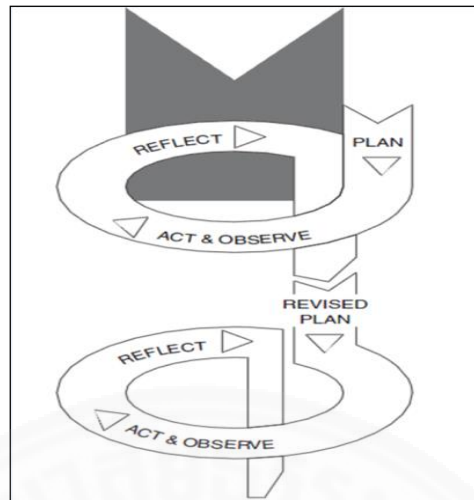 REFLECT
PLAN
ACT & OBSERVE
REVISED
PLAN
REFLECT
ACT & OBSERVE